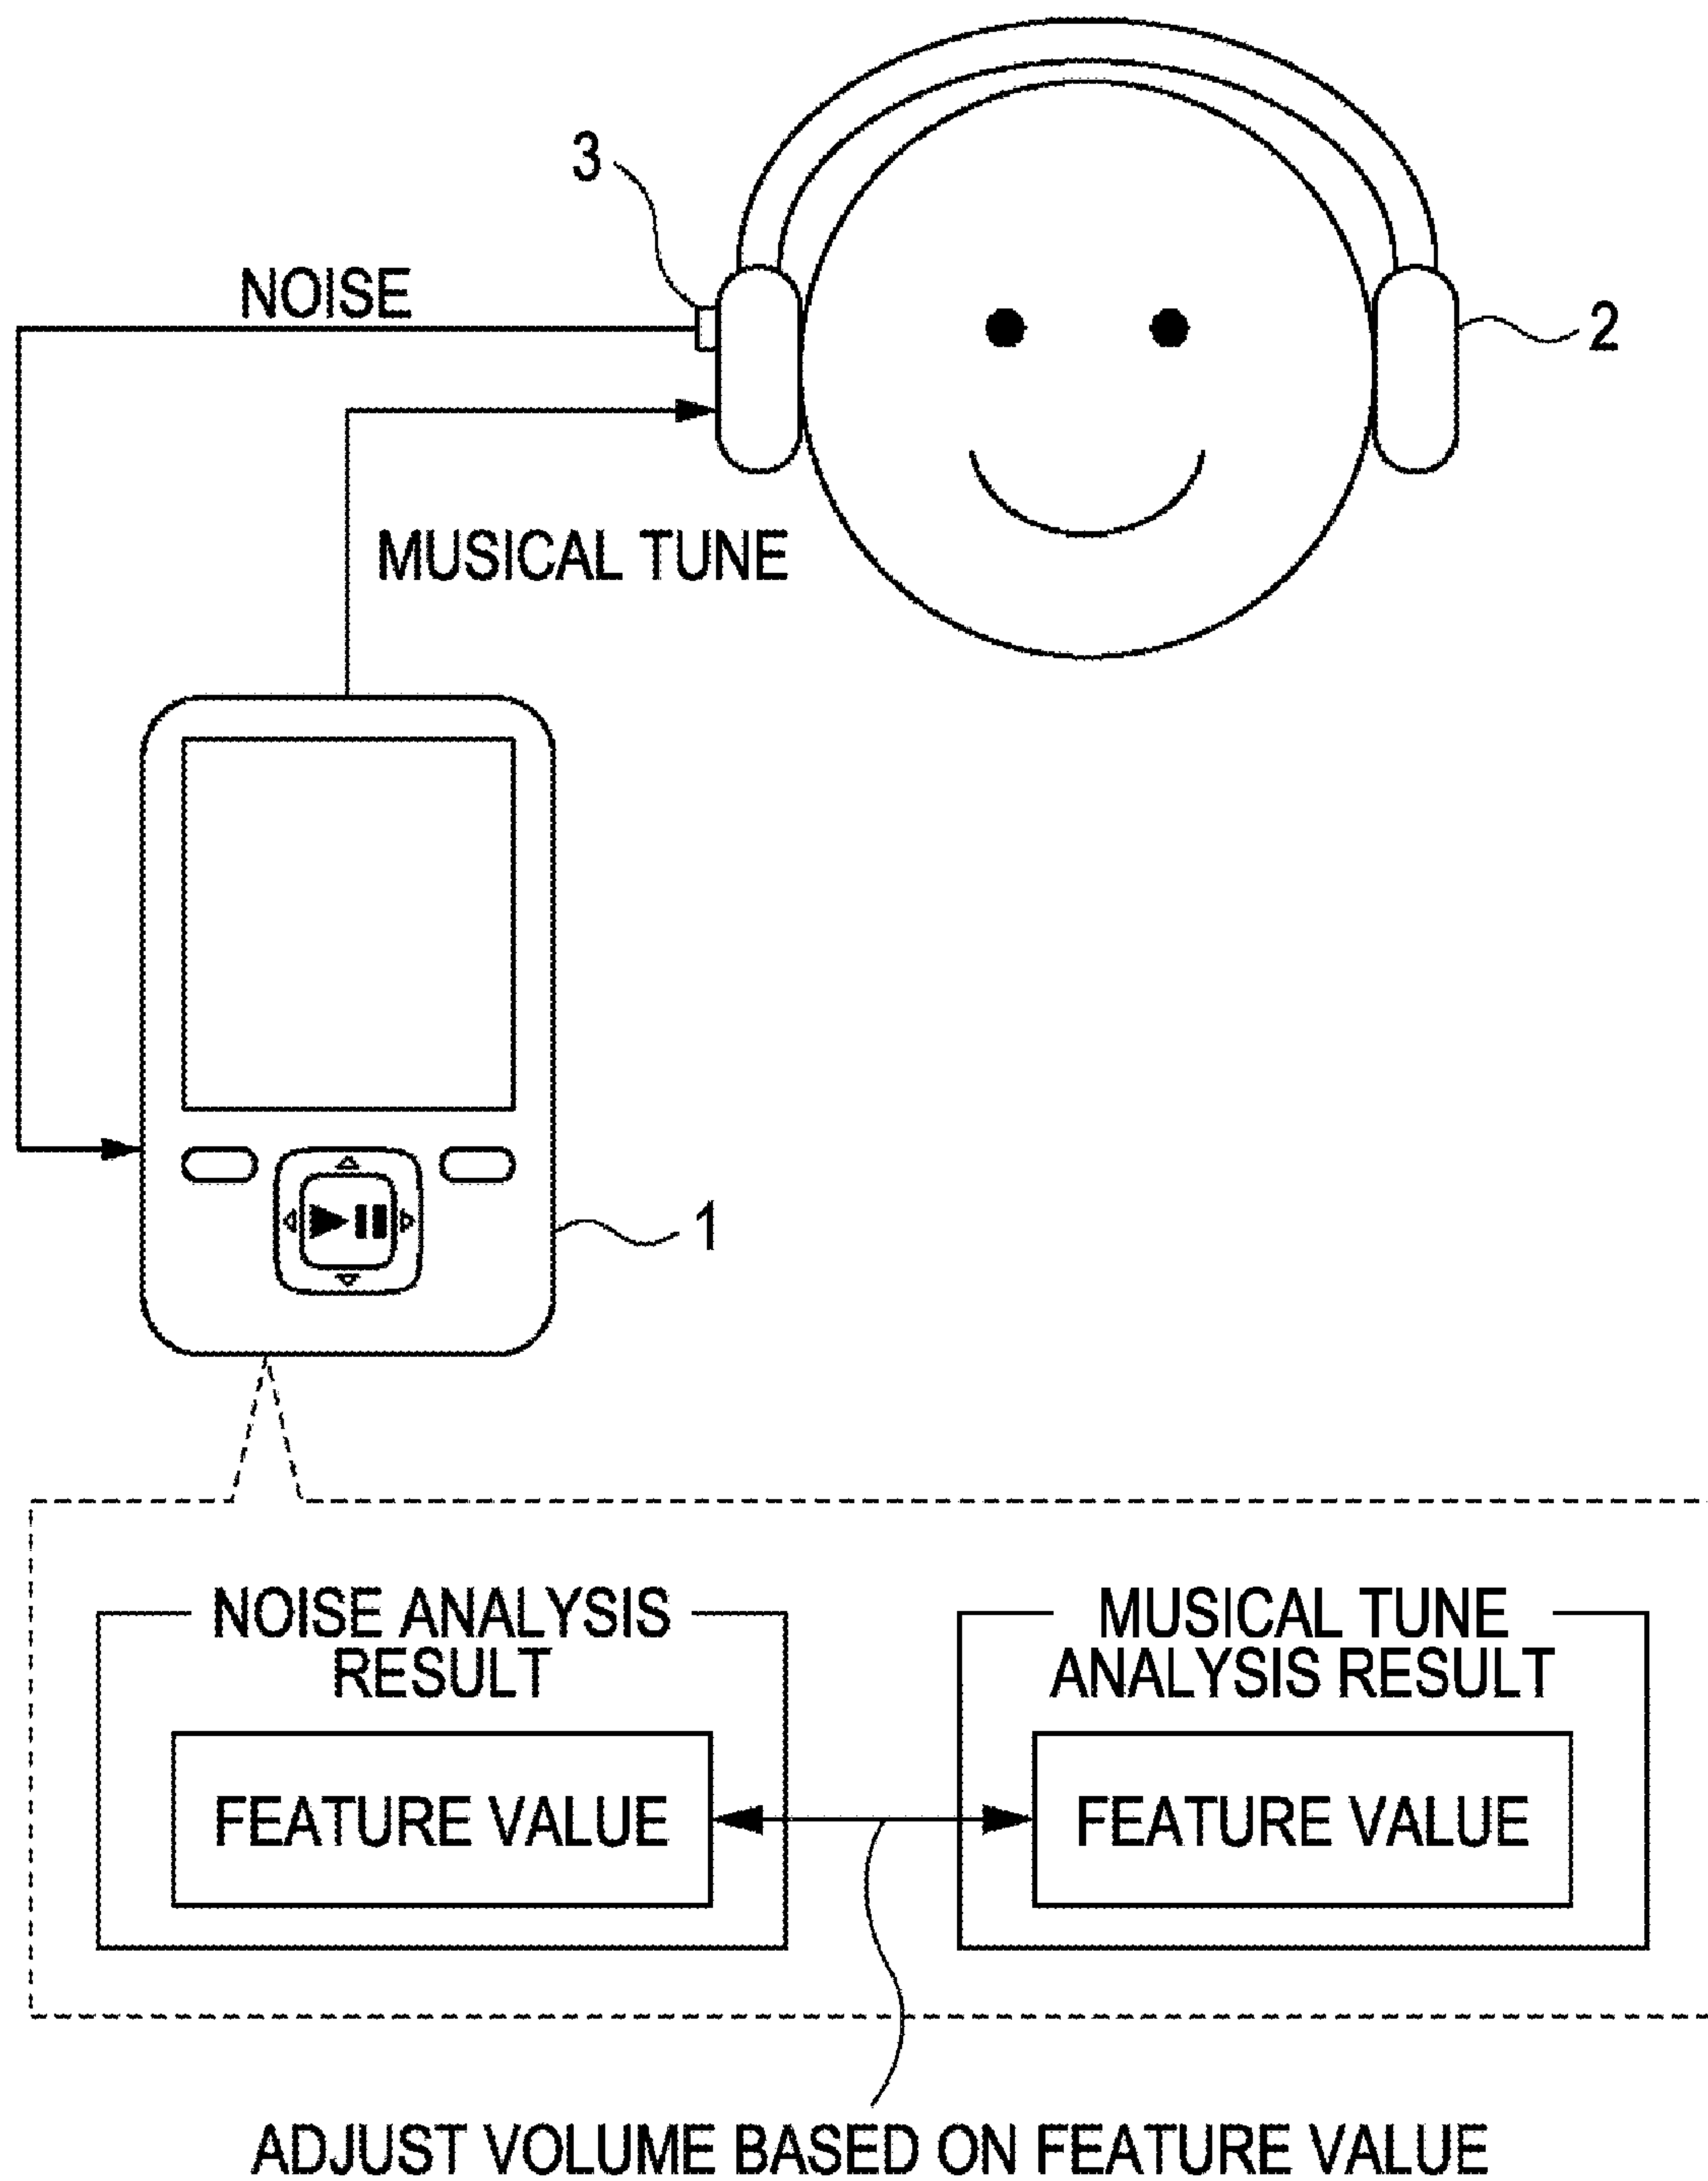 3
NOISE
2
MUSICAL TUNE
1
NOISE ANALYSIS
RESULT
MUSICAL TUNE
ANALYSIS RESULT
FEATURE VALUE
FEATURE VALUE
ADJUST VOLUME BASED ON FEATURE VALUE